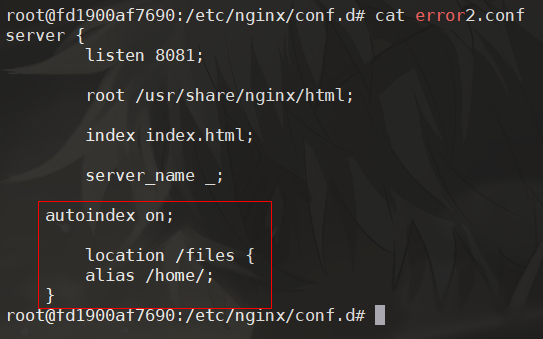 root@fd1900af7690:/etc/nginx/conf.d# cat error2.conf
server {
listen 8081;
root /usr/share/nginx/html;
index index.html;
server_name _;
autoindex on;
location /files {
alias /home/;
}
root@fd1900af7690:/etc/nginx/conf.d#